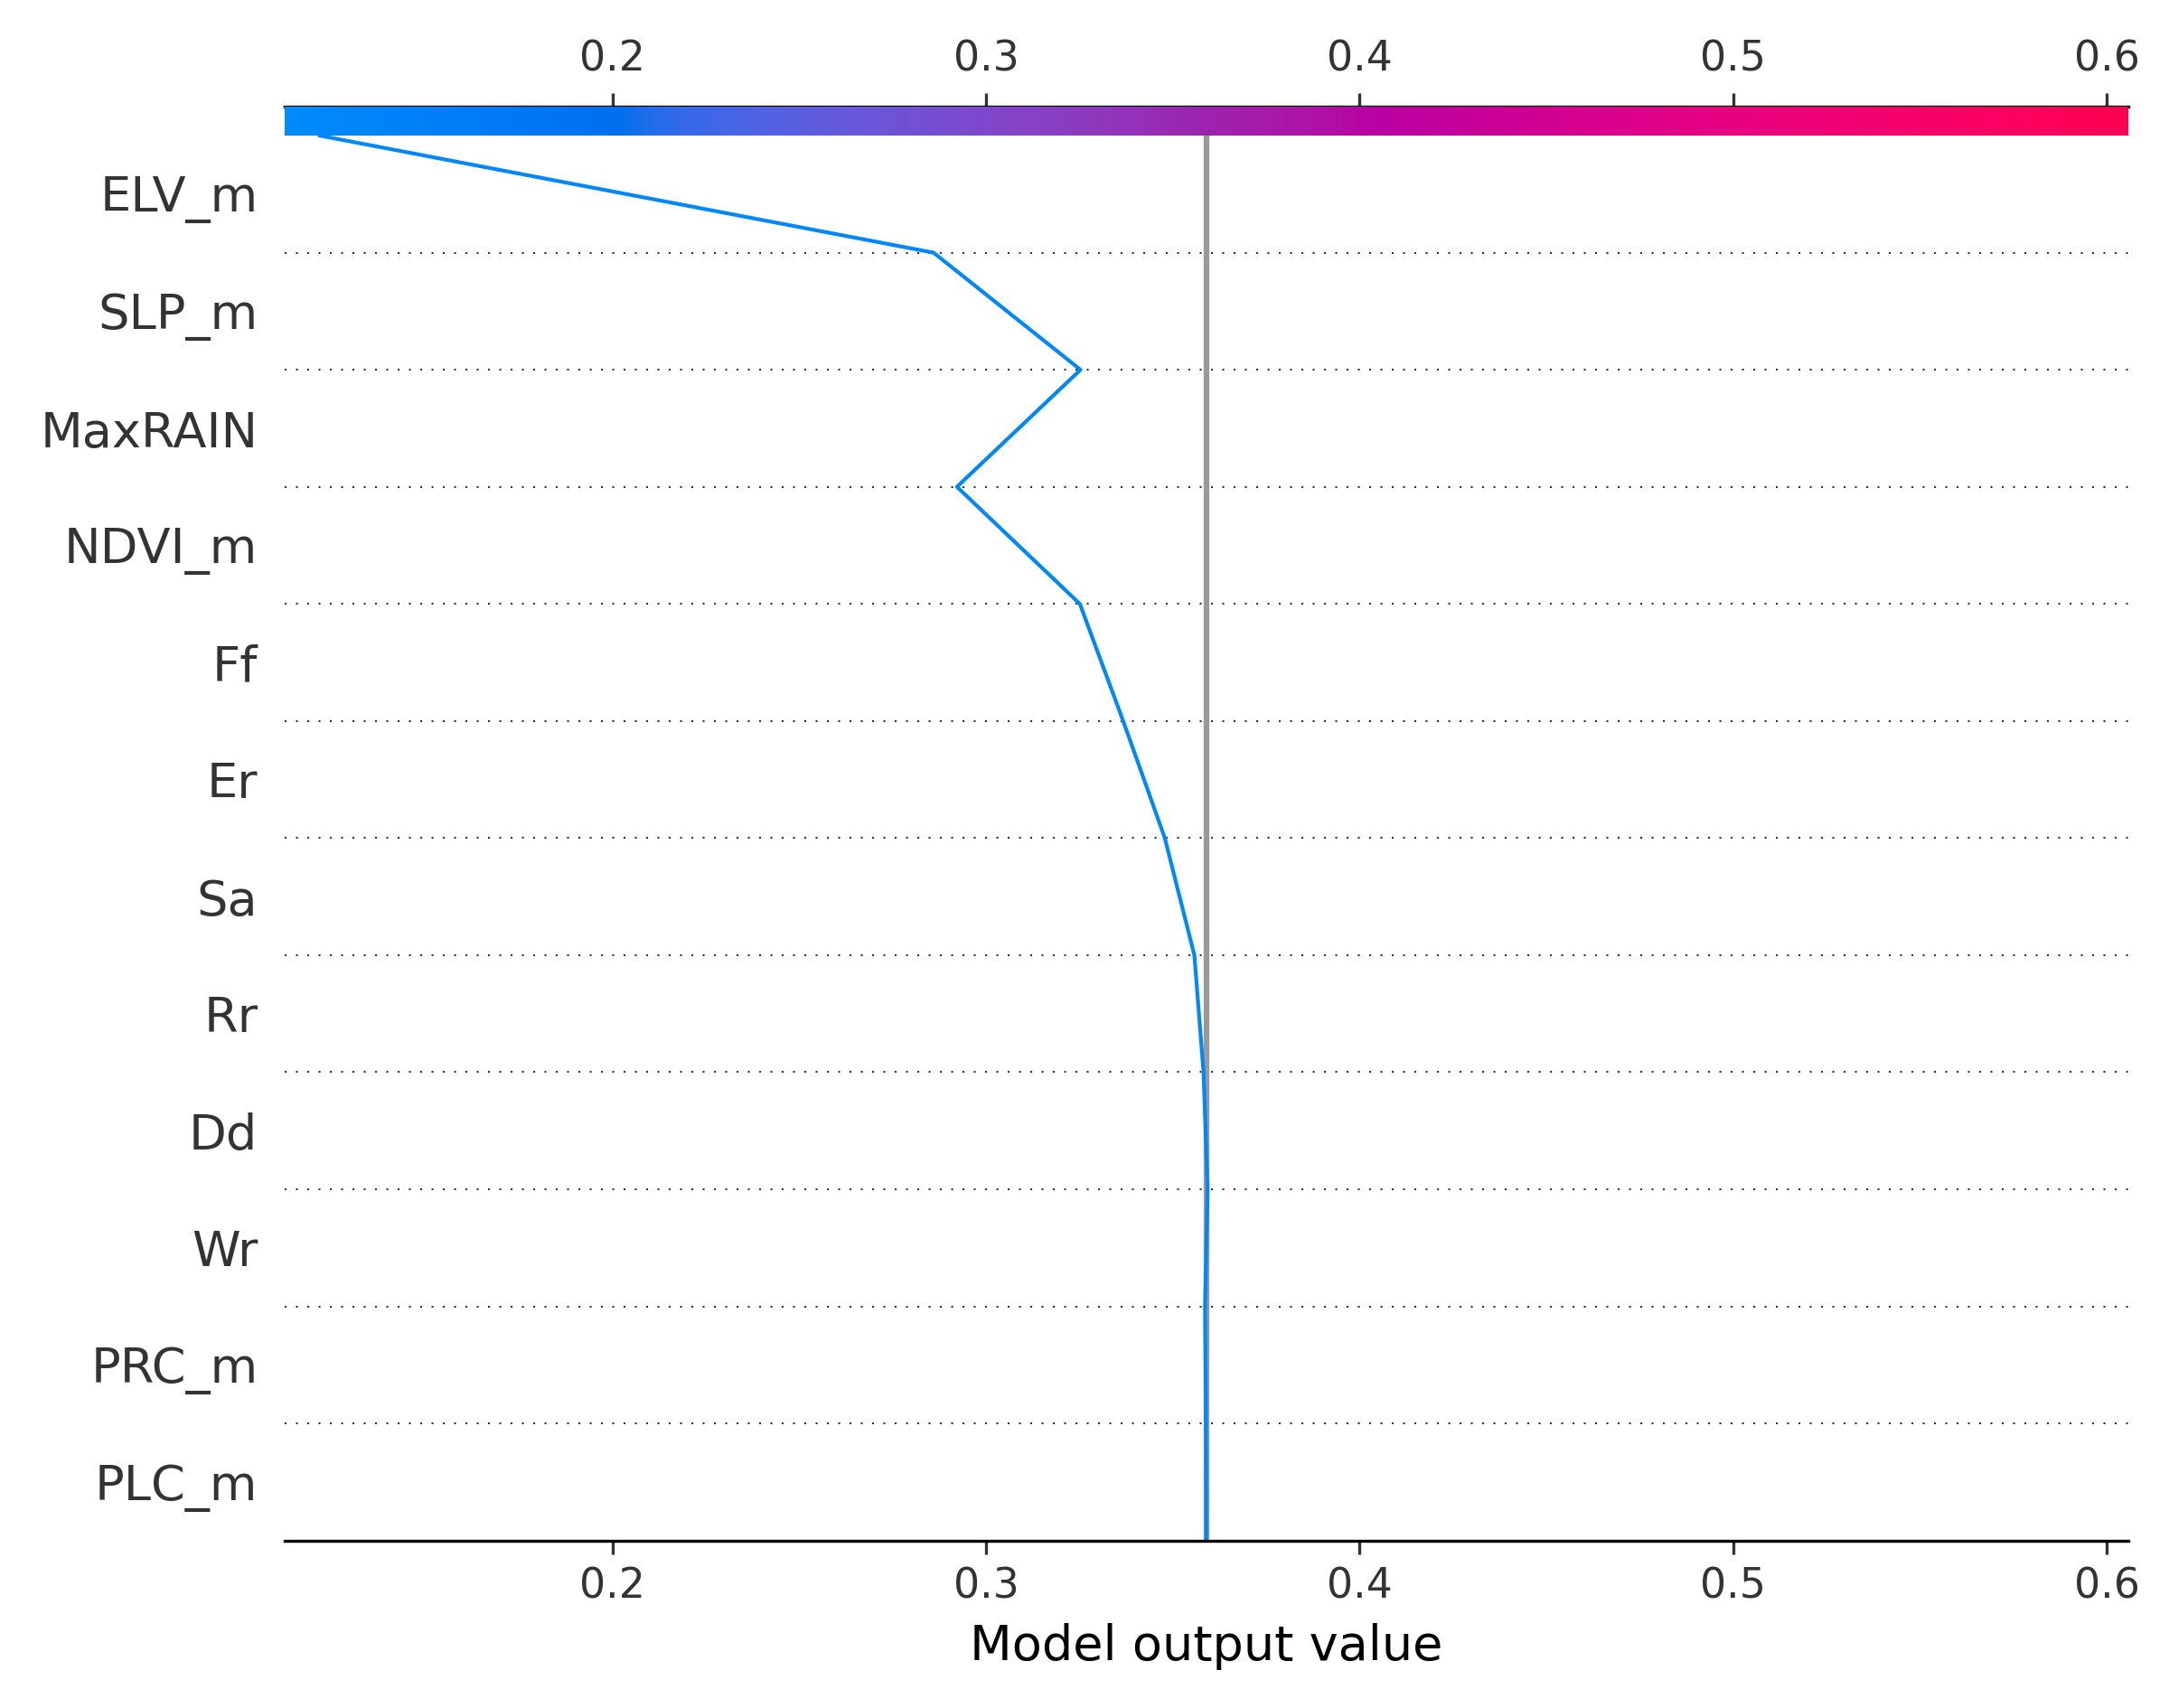 0.2 0.3 0.4 0.5 0.6
ELV_m
SLP_m
MaxRAIN
NDVI_m
Ff
Er
Sa
Rr
Dd
Wr
PRC_m
PLC_m
0.2 0.3 0.4 0.5 0.6
Model output value